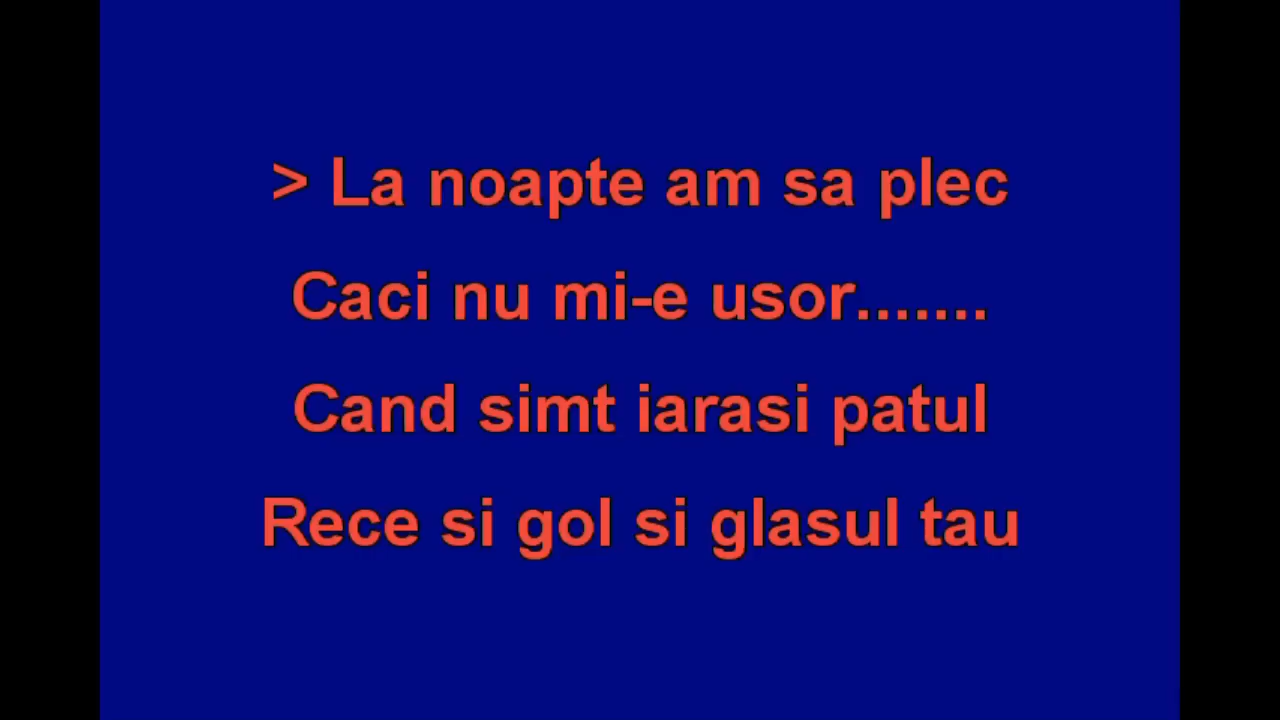 > La noapte am sa plec
Caci nu mi-e usor.......
Cand simt iarasi patul
Rece si gol si glasul tau